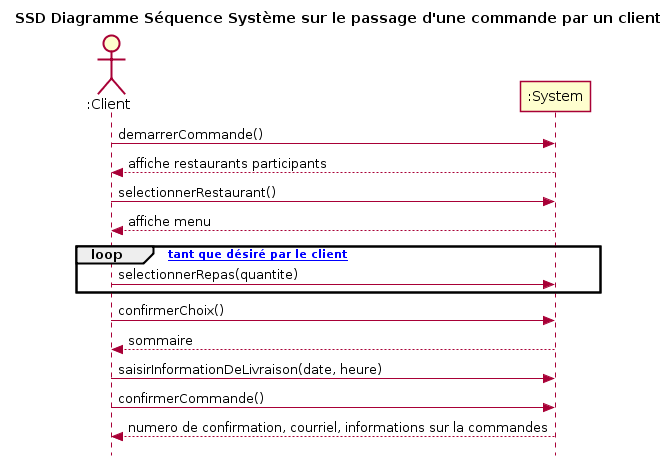 SSD Diagramme Séquence Système sur le passage d'une commande par un client
:Client
:System
demarrerCommande()
affiche restaurants participants
selectionnerRestaurant()
affiche menu
loop tant que désiré par le client
selectionnerRepas(quantite)
confirmerChoix()
sommaire
saisirInformationDeLivraison(date, heure)
confirmerCommande()
numero de confirmation, courriel, informations sur la commandes